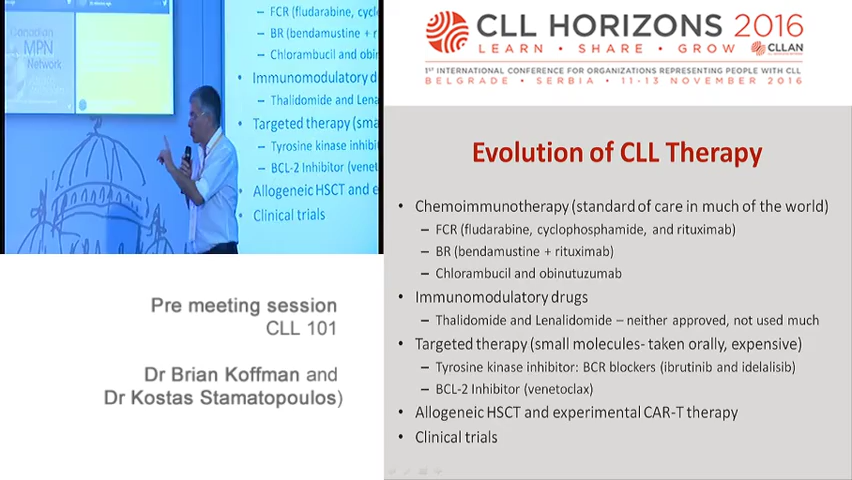 Canadian
MPN
Network
FCR (fludarabine, cyclo
BR (bendamustine + r
Chlorambucil and obin
Immunomodulatory d
Thalidomide and Lena
Targeted therapy (sma
Tyrosine kinase inhibi
BCL-2 Inhibitor (venet
Allogeneic HSCT and e
Clinical trials
Pre meeting session
CLL 101
Dr Brian Koffman and
Dr Kostas Stamatopoulos)
CLL HORIZONS 2016
LEARN • SHARE • GROW
CLLAN
1ST INTERNATIONAL CONFERENCE FOR ORGANIZATIONS REPRESENTING PEOPLE WITH CLL
BELGRADE • SERBIA • 11-13 NOVEMBER 2016
Evolution of CLL Therapy
• Chemoimmunotherapy (standard of care in much of the world)
– FCR (fludarabine, cyclophosphamide, and rituximab)
– BR (bendamustine + rituximab)
– Chlorambucil and obinutuzumab
• Immunomodulatory drugs
– Thalidomide and Lenalidomide – neither approved, not used much
• Targeted therapy (small molecules- taken orally, expensive)
– Tyrosine kinase inhibitor: BCR blockers (ibrutinib and idelalisib)
– BCL-2 Inhibitor (venetoclax)
• Allogeneic HSCT and experimental CAR-T therapy
• Clinical trials